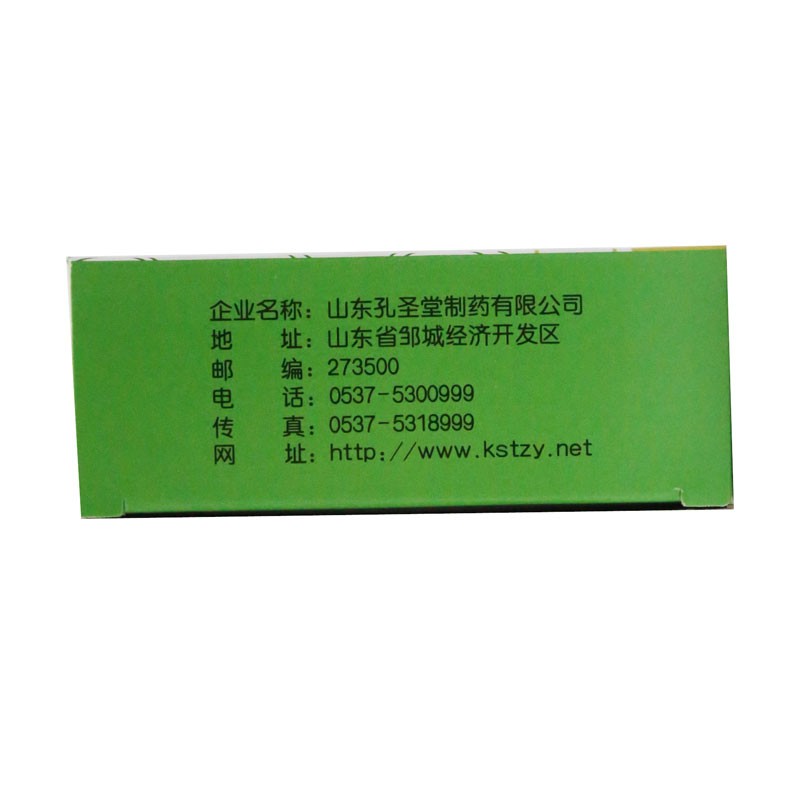 企业名称：山东孔圣堂制药有限公司
地　　址：山东省邹城经济开发区
邮　　编：273500
电　　话：0537-5300999
传　　真：0537-5318999
网　　址：http://www.kstzy.net